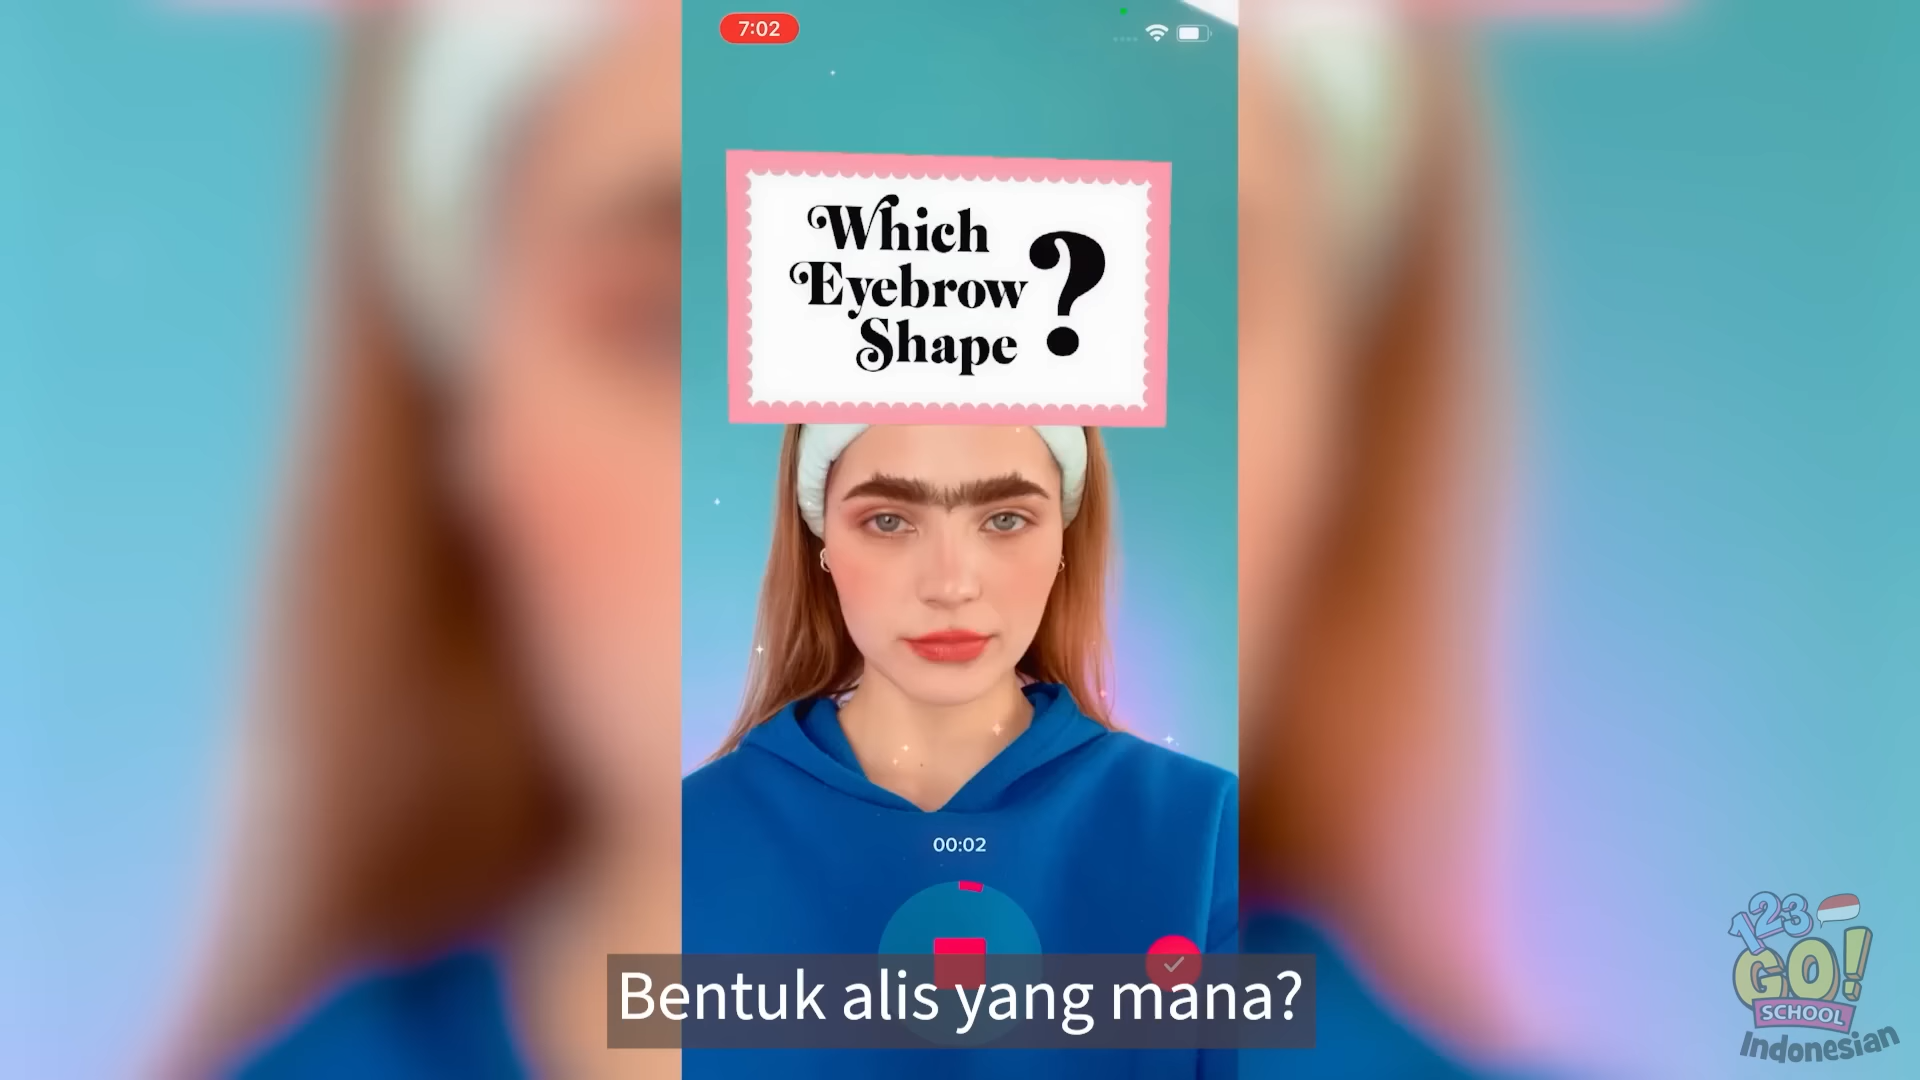 7:02
Which
Eyebrow
Shape ?
00:02
Bentuk alis yang mana?
123
GO!
SCHOOL
Indonesian